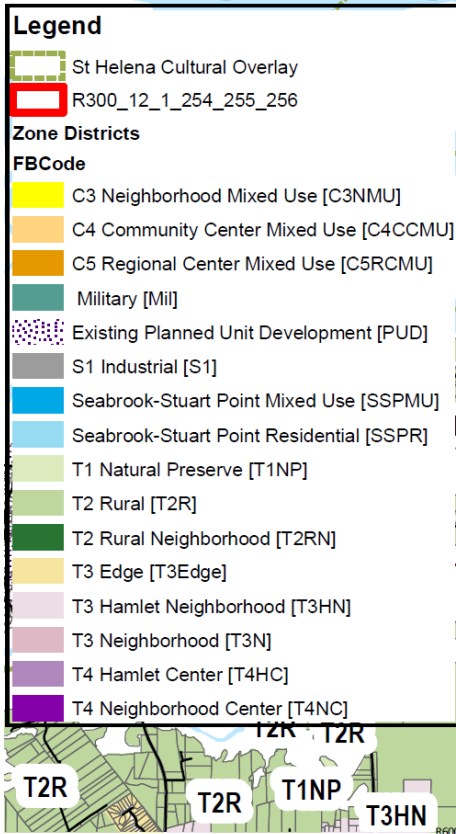 Legend
St Helena Cultural Overlay
R300_12_1_254_255_256
Zone Districts
FBCode
C3 Neighborhood Mixed Use [C3NMU]
C4 Community Center Mixed Use [C4CCMU]
C5 Regional Center Mixed Use [C5RCMU]
Military [Mil]
Existing Planned Unit Development [PUD]
S1 Industrial [S1]
Seabrook-Stuart Point Mixed Use [SSPMU]
Seabrook-Stuart Point Residential [SSPR]
T1 Natural Preserve [T1NP]
T2 Rural [T2R]
T2 Rural Neighborhood [T2RN]
T3 Edge [T3Edge]
T3 Hamlet Neighborhood [T3HN]
T3 Neighborhood [T3N]
T4 Hamlet Center [T4HC]
T4 Neighborhood Center [T4NC]
T2R T2R
T2R
T2R
T1NP
T3HN